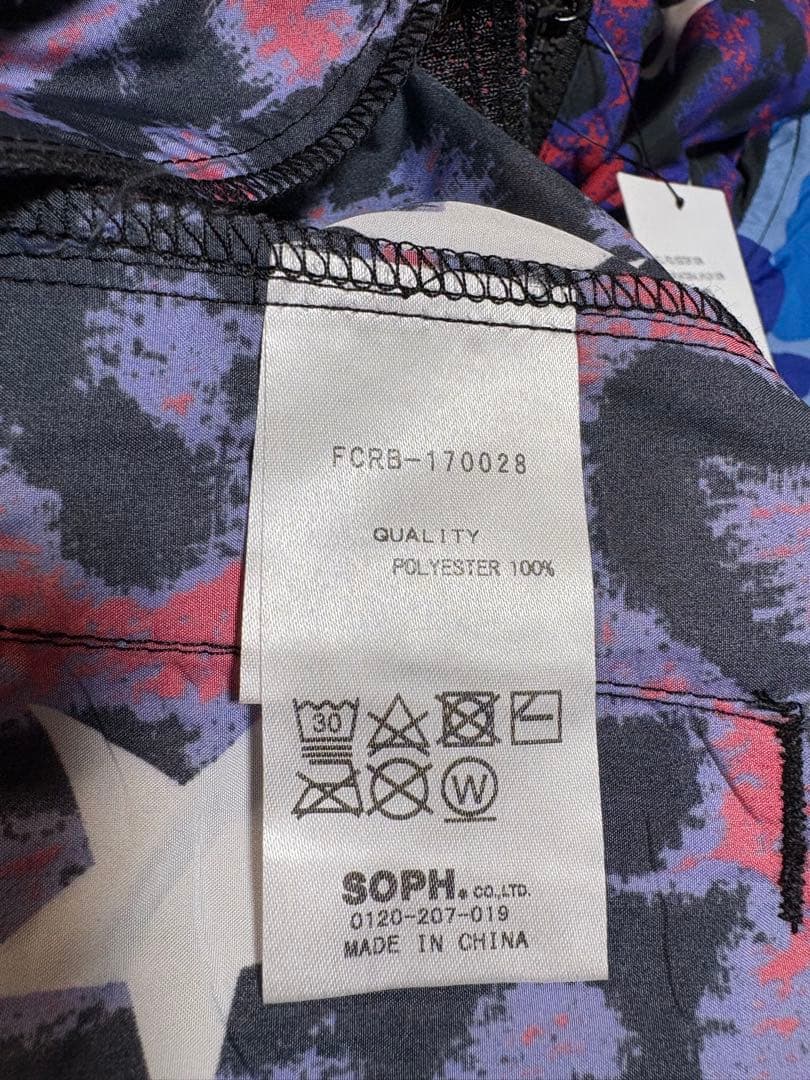 FCRB-170028
QUALITY
POLYESTER 100%
30
W
SOPH. CO.,LTD.
0120-207-019
MADE IN CHINA